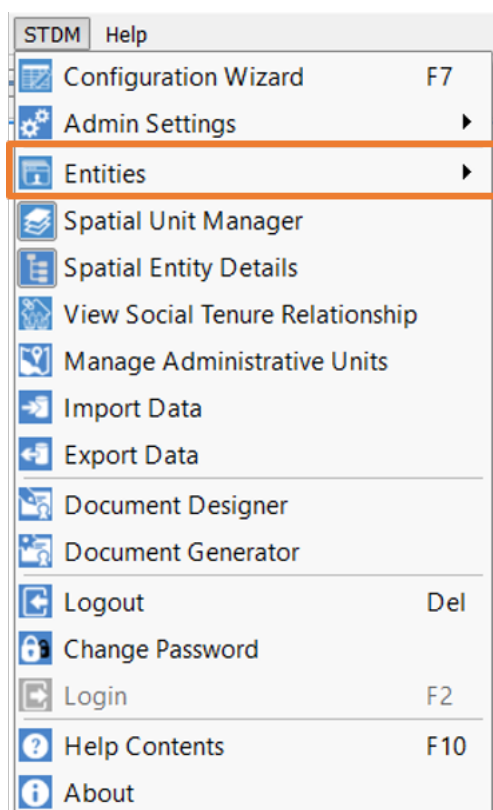 STDM Help
Configuration Wizard F7
Admin Settings
Entities
Spatial Unit Manager
Spatial Entity Details
View Social Tenure Relationship
Manage Administrative Units
Import Data
Export Data
Document Designer
Document Generator
Logout Del
Change Password
Login F2
Help Contents F10
About